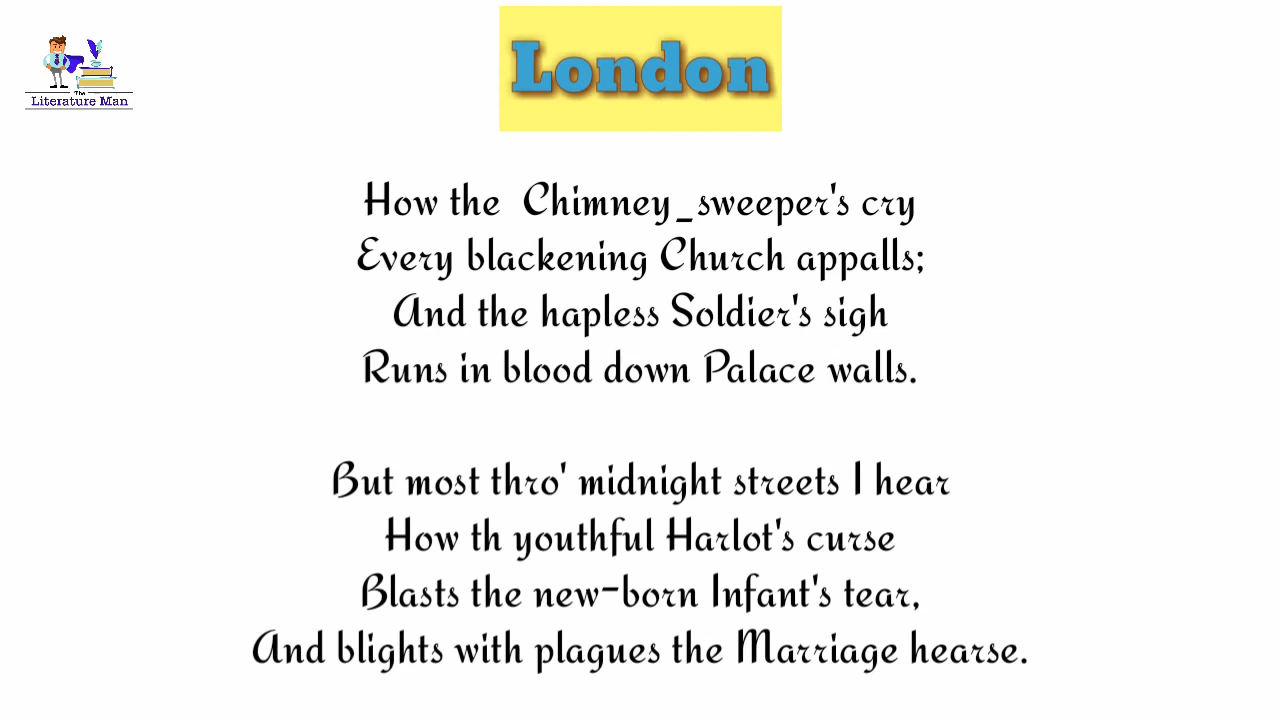 The
Literature Man
London
How the Chimney_sweeper's cry
Every blackening Church appalls;
And the hapless Soldier's sigh
Runs in blood down Palace walls.
But most thro' midnight streets I hear
How th youthful Harlot's curse
Blasts the new-born Infant's tear,
And blights with plagues the Marriage hearse.